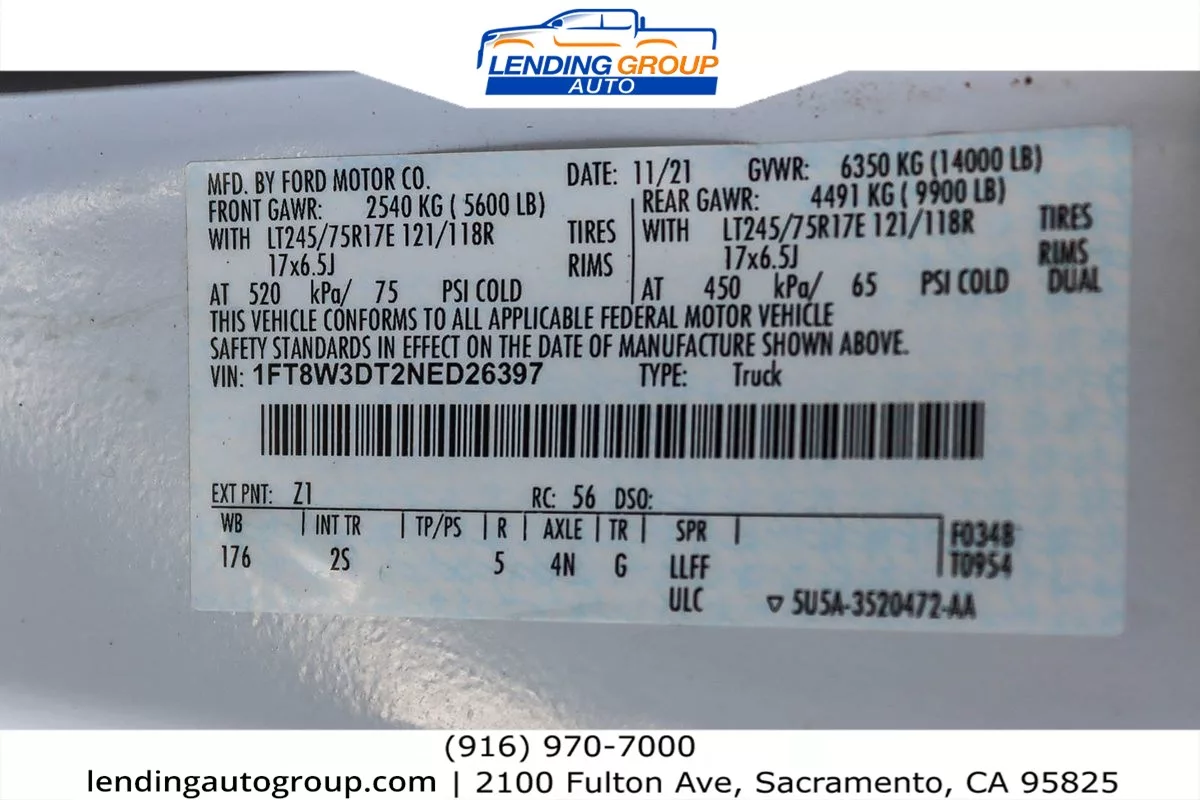 LENDING GROUP
AUTO
MFD. BY FORD MOTOR CO. DATE: 11/21 GVWR: 6350 KG (14000 LB)
FRONT GAWR: 2540 KG ( 5600 LB) REAR GAWR: 4491 KG ( 9900 LB)
WITH LT245/75R17E 121/118R TIRES WITH LT245/75R17E 121/118R TIRES
17x6.5J RIMS 17x6.5J RIMS
AT 520 kPa/ 75 PSI COLD AT 450 kPa/ 65 PSI COLD DUAL
THIS VEHICLE CONFORMS TO ALL APPLICABLE FEDERAL MOTOR VEHICLE
SAFETY STANDARDS IN EFFECT ON THE DATE OF MANUFACTURE SHOWN ABOVE.
VIN: 1FT8W3DT2NED26397 TYPE: Truck
EXT PNT: Z1 RC: 56 DSO:
WB INT TR TP/PS R AXLE TR SPR F0348
176 2S 5 4N G LLFF T0954
ULC ▽ 5U5A-3520472-AA
(916) 970-7000
lendingautogroup.com | 2100 Fulton Ave, Sacramento, CA 95825